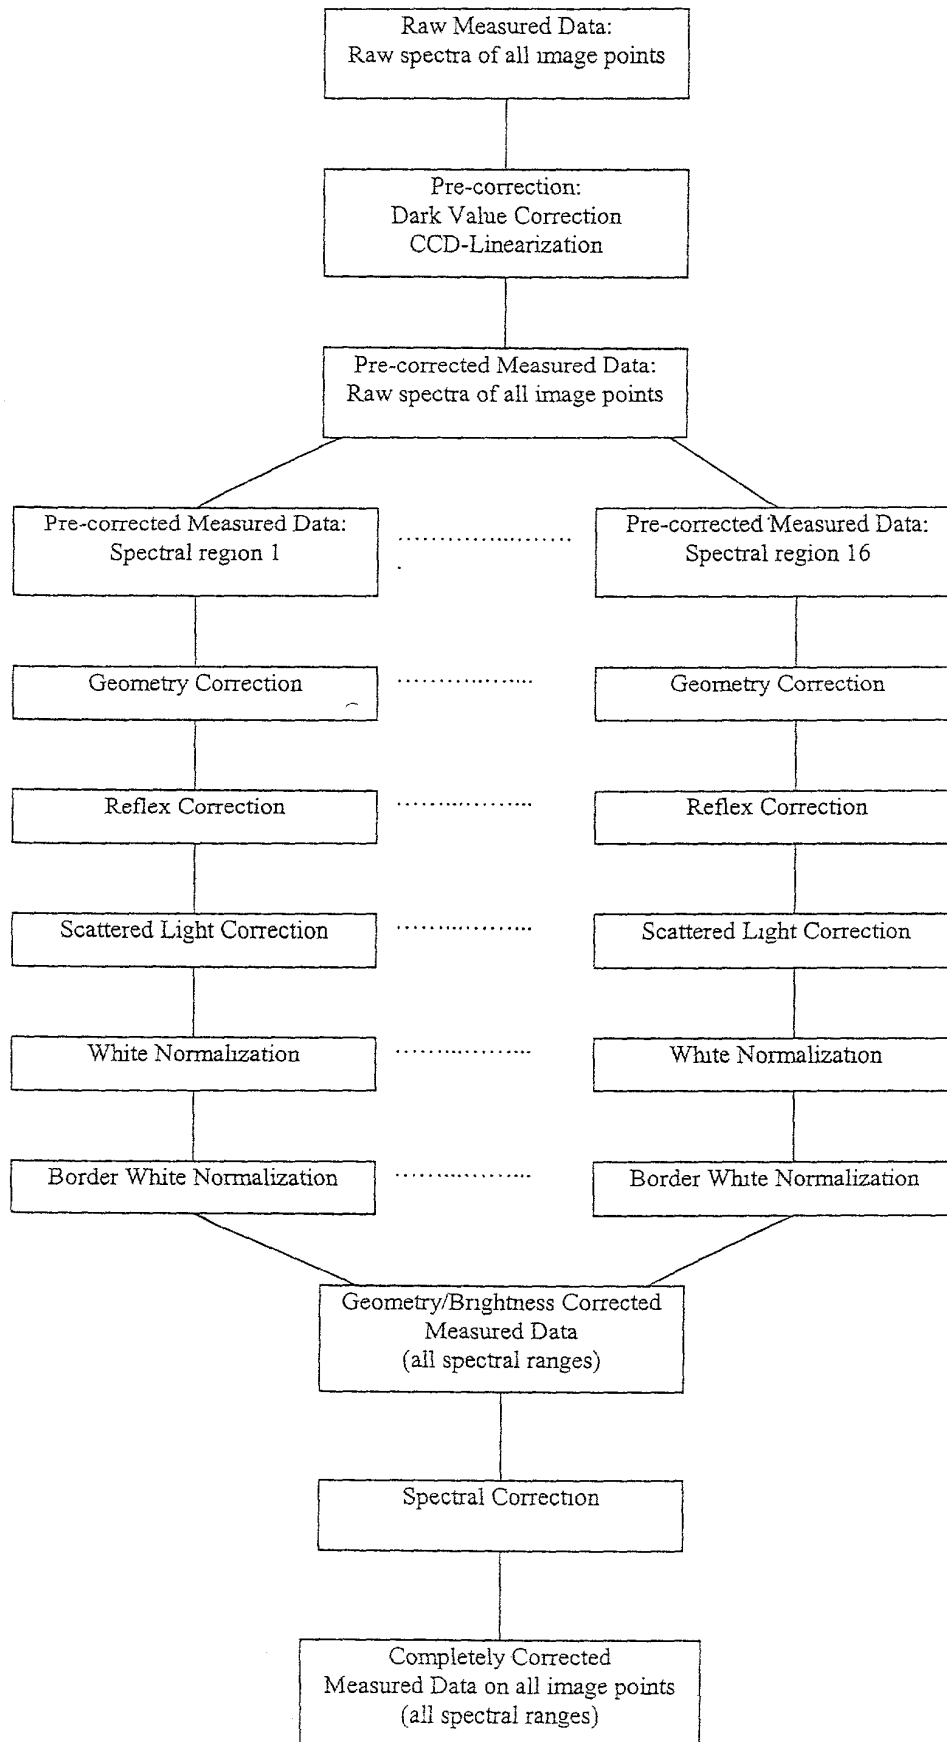 Raw Measured Data:
Raw spectra of all image points
Pre-correction:
Dark Value Correction
CCD-Linearization
Pre-corrected Measured Data:
Raw spectra of all image points
Pre-corrected Measured Data:
Spectral region 1
Pre-corrected Measured Data:
Spectral region 16
Geometry Correction
Geometry Correction
Reflex Correction
Reflex Correction
Scattered Light Correction
Scattered Light Correction
White Normalization
White Normalization
Border White Normalization
Border White Normalization
Geometry/Brightness Corrected
Measured Data
(all spectral ranges)
Spectral Correction
Completely Corrected
Measured Data on all image points
(all spectral ranges)